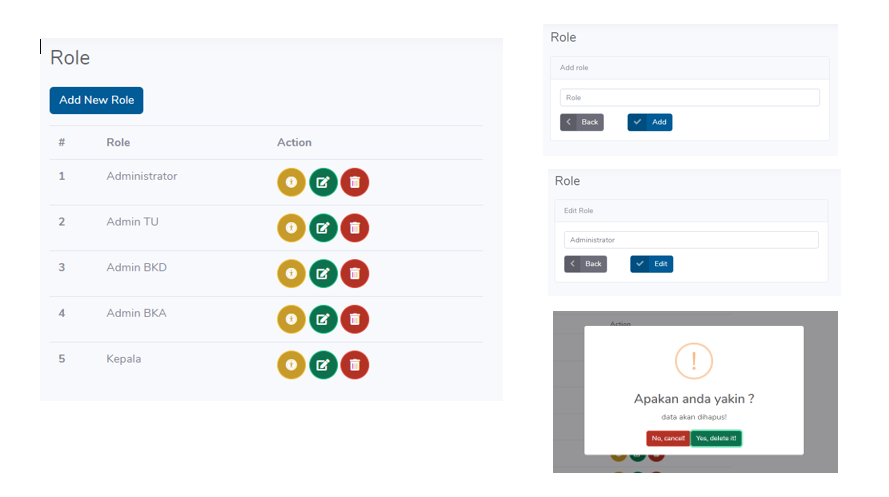 Role
Add New Role
# Role Action
1 Administrator
2 Admin TU
3 Admin BKD
4 Admin BKA
5 Kepala
Role
Add role
Role
Back Add
Role
Edit Role
Administrator
Back Edit
Action
!
Apakan anda yakin ?
data akan dihapus!
No, cancel! Yes, delete it!